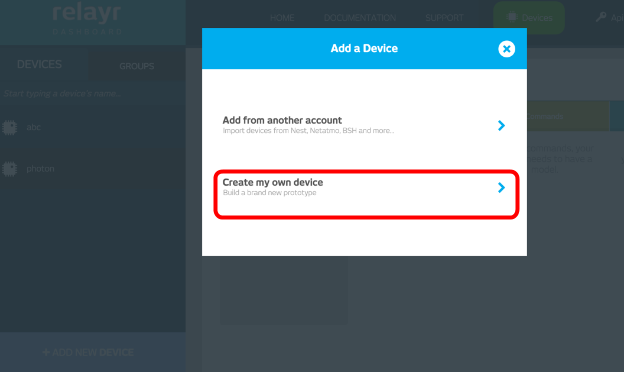 relayr
DASHBOARD
HOME
DOCUMENTATION
SUPPORT
Devices
DEVICES
GROUPS
Start typing a device's name...
abc
photon
+ ADD NEW DEVICE
Add a Device
Add from another account
Import devices from Nest, Netatmo, BSH and more...
Create my own device
Build a brand new prototype